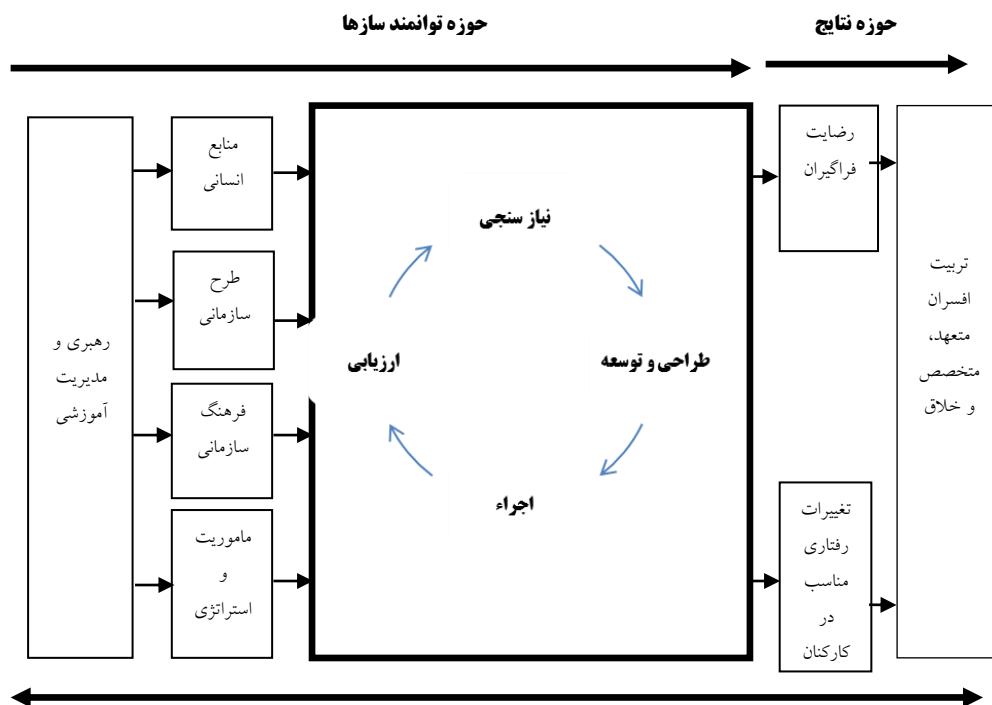 حوزه توانمند سازها
حوزه نتایج
رهبری و
مدیریت
آموزشی
منابع
انسانی
طرح
سازمانی
فرهنگ
سازمانی
ماموریت
و
استراتژی
نیاز سنجی
طراحی و توسعه
اجراء
ارزیابی
رضایت
فراگیران
تغییرات
رفتاری
مناسب
در
کارکنان
تربیت
افسران
متعهد،
متخصص
و خلاق